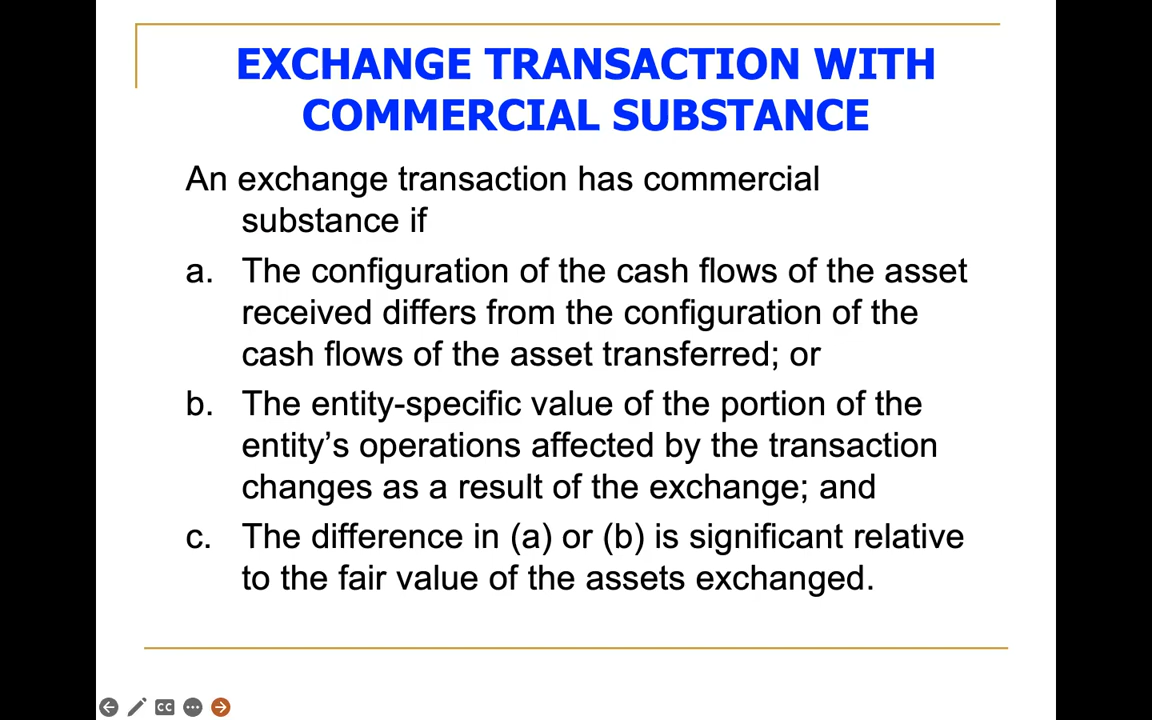 EXCHANGE TRANSACTION WITH
COMMERCIAL SUBSTANCE
An exchange transaction has commercial
substance if
a. The configuration of the cash flows of the asset
received differs from the configuration of the
cash flows of the asset transferred; or
b. The entity-specific value of the portion of the
entity’s operations affected by the transaction
changes as a result of the exchange; and
c. The difference in (a) or (b) is significant relative
to the fair value of the assets exchanged.
CC